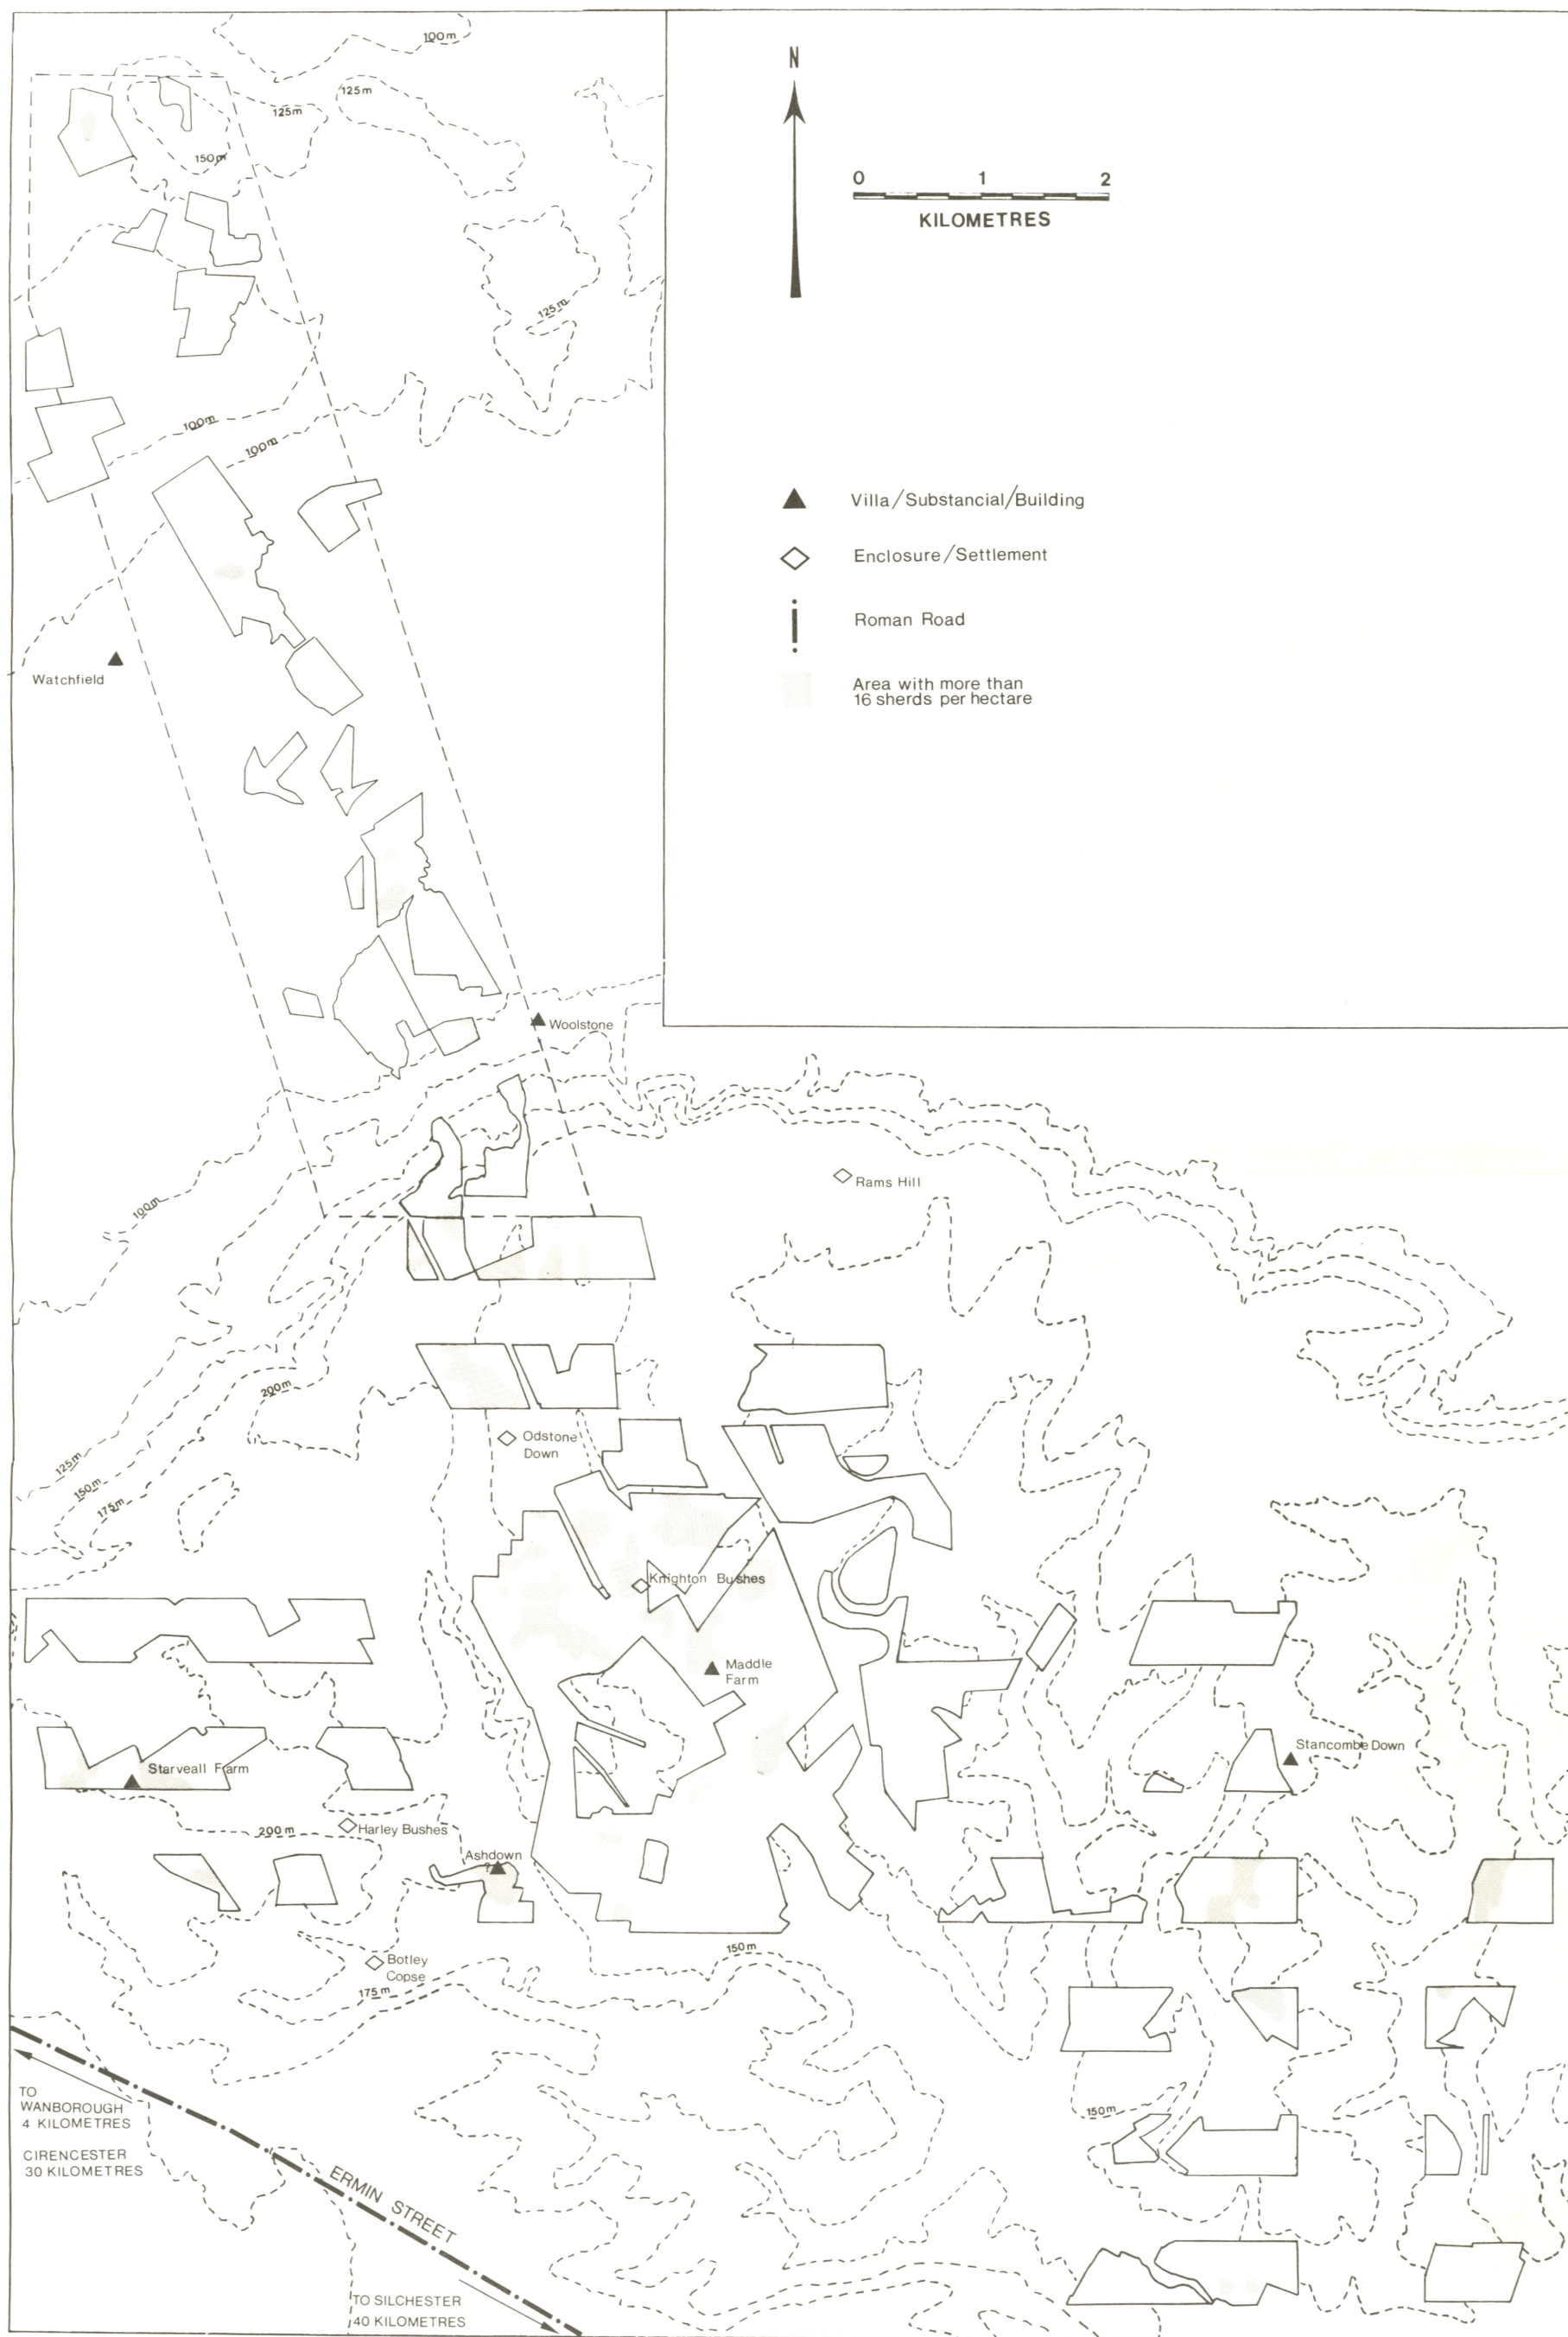 100m
N
125m
125m
150m
0 1 2
KILOMETRES
125m
100m
100m
Villa/Substancial/Building
Enclosure/Settlement
Roman Road
Area with more than
16 sherds per hectare
Watchfield
Woolstone
Rams Hill
100m
200m
Odstone
Down
125m
150m
175m
Knighton Bushes
Maddle
Farm
Stancombe Down
Starveall Farm
200m
Harley Bushes
Ashdown
?
150m
Botley
Copse
175m
TO
WANBOROUGH
4 KILOMETRES
CIRENCESTER
30 KILOMETRES
150m
ERMIN STREET
TO SILCHESTER
40 KILOMETRES